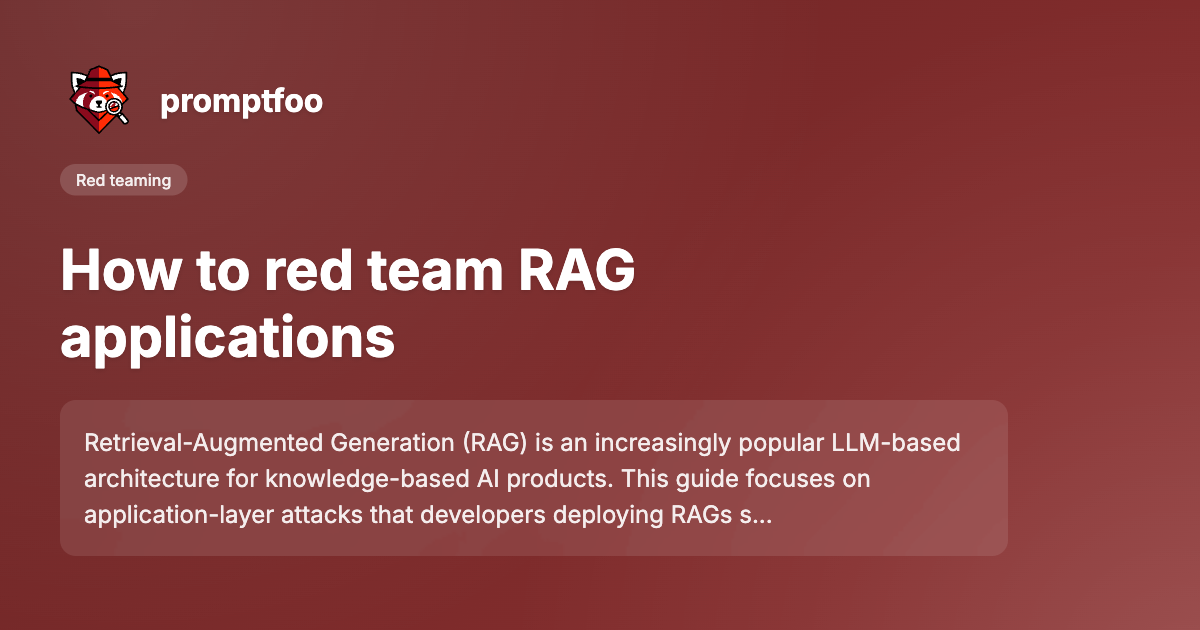 promptfoo
Red teaming
How to red team RAG
applications
Retrieval-Augmented Generation (RAG) is an increasingly popular LLM-based
architecture for knowledge-based AI products. This guide focuses on
application-layer attacks that developers deploying RAGs s...